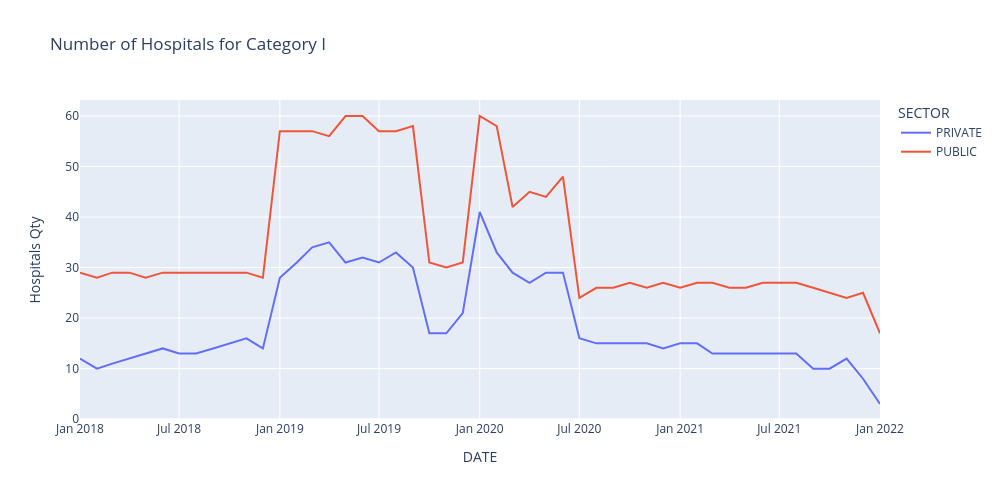 Number of Hospitals for Category I
SECTOR
PRIVATE
PUBLIC
Hospitals Qty
60
50
40
30
20
10
0
Jan 2018
Jul 2018
Jan 2019
Jul 2019
Jan 2020
Jul 2020
Jan 2021
Jul 2021
Jan 2022
DATE